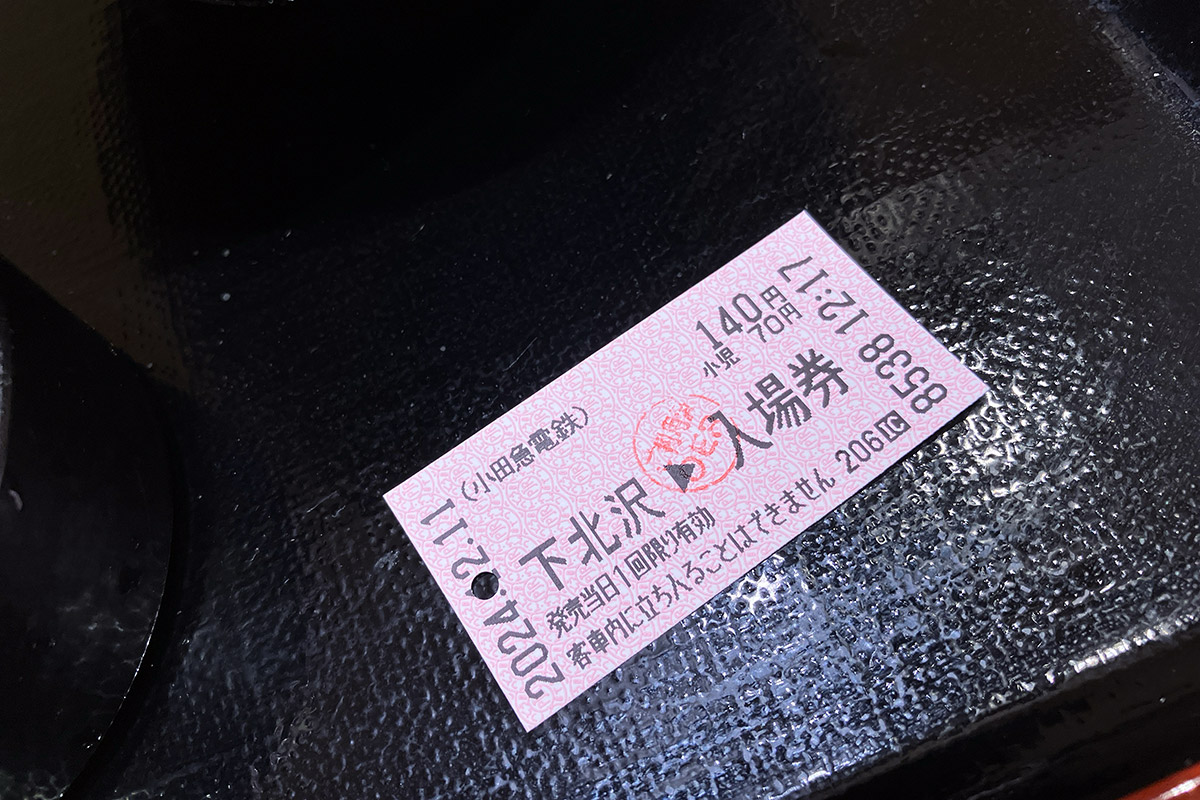 (小田急電鉄)
140円
小児 70円
下北沢▶入場券
発売当日1回限り有効
客車内に立ち入ることはできません 206 IC
2024.-2.11
12:17
8538